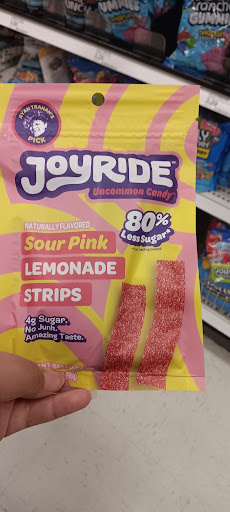 RYAN TRAHAN'S
PICK
JOYRIDE
Uncommon Candy
NATURALLY FLAVORED
80%
Less Sugar*
Sour Pink
LEMONADE
STRIPS
4g Sugar.
No Junk.
Amazing Taste.
GUMMIES